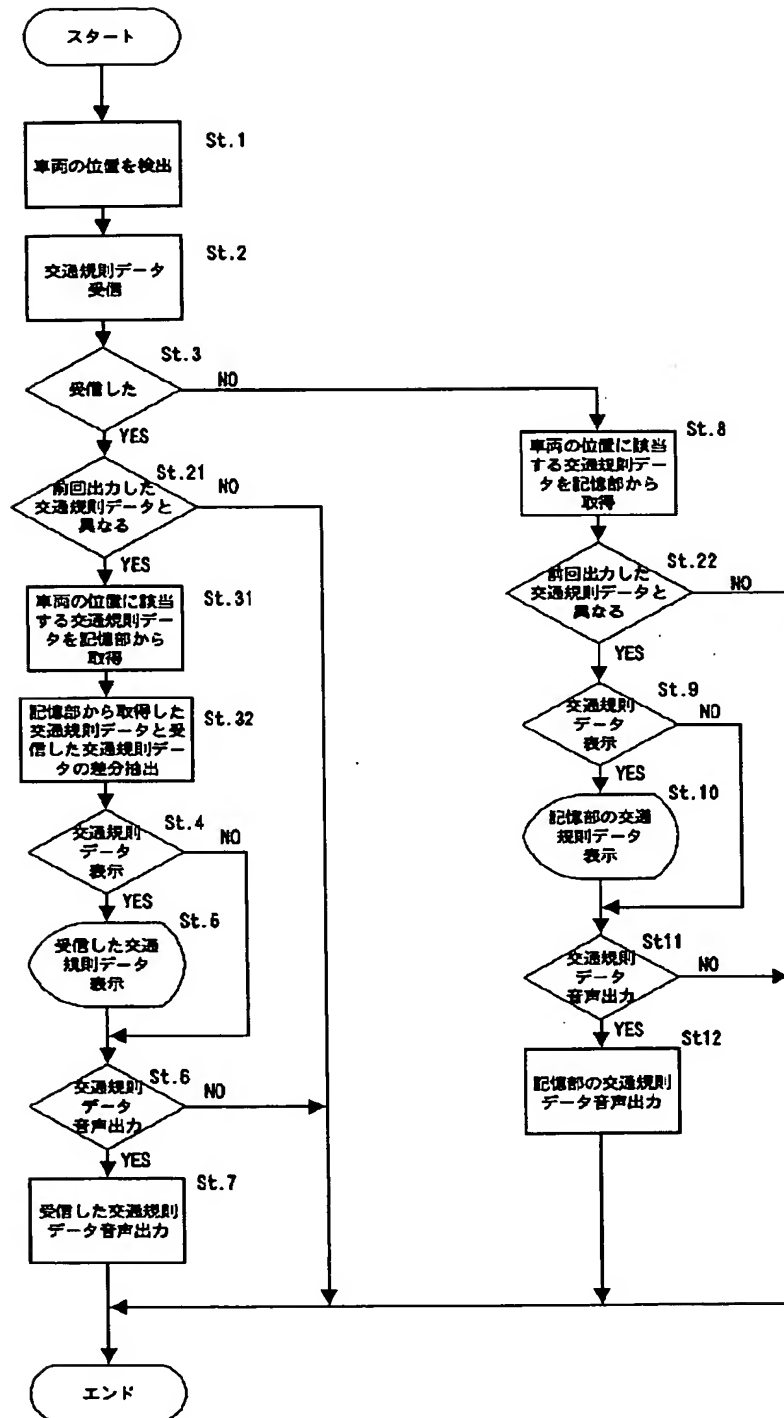 スタート
St.1
車両の位置を検出
St.2
交通規則データ
受信
St.3
受信した
NO
YES
St.21
前回出力した
交通規則データと
異なる
NO
YES
St.31
車両の位置に該当
する交通規則デー
タを記憶部から
取得
St.32
記憶部から取得した
交通規則データと受
信した交通規則デー
タの差分抽出
St.4
交通規則
データ
表示
NO
YES
St.5
受信した交通
規則データ
表示
St.6
交通規則
データ
音声出力
NO
YES
St.7
受信した交通規則
データ音声出力
エンド
St.8
車両の位置に該当
する交通規則デー
タを記憶部から
取得
St.22
前回出力した
交通規則データと
異なる
NO
YES
St.9
交通規則
データ
表示
NO
YES
St.10
記憶部の交通
規則データ
表示
St11
交通規則
データ
音声出力
NO
YES
St12
記憶部の交通規則
データ音声出力